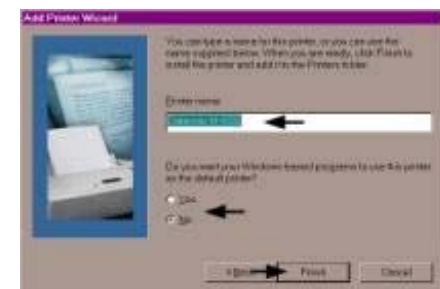 Add Printer Wizard
You can type a name for this printer, or you can use the
name supplied below. When you are ready, click Finish to
install the printer and add it to the Printers folder.
Printer name:
Do you want your Windows-based programs to use this printer
as the default printer?
Yes
No
Finish
Cancel